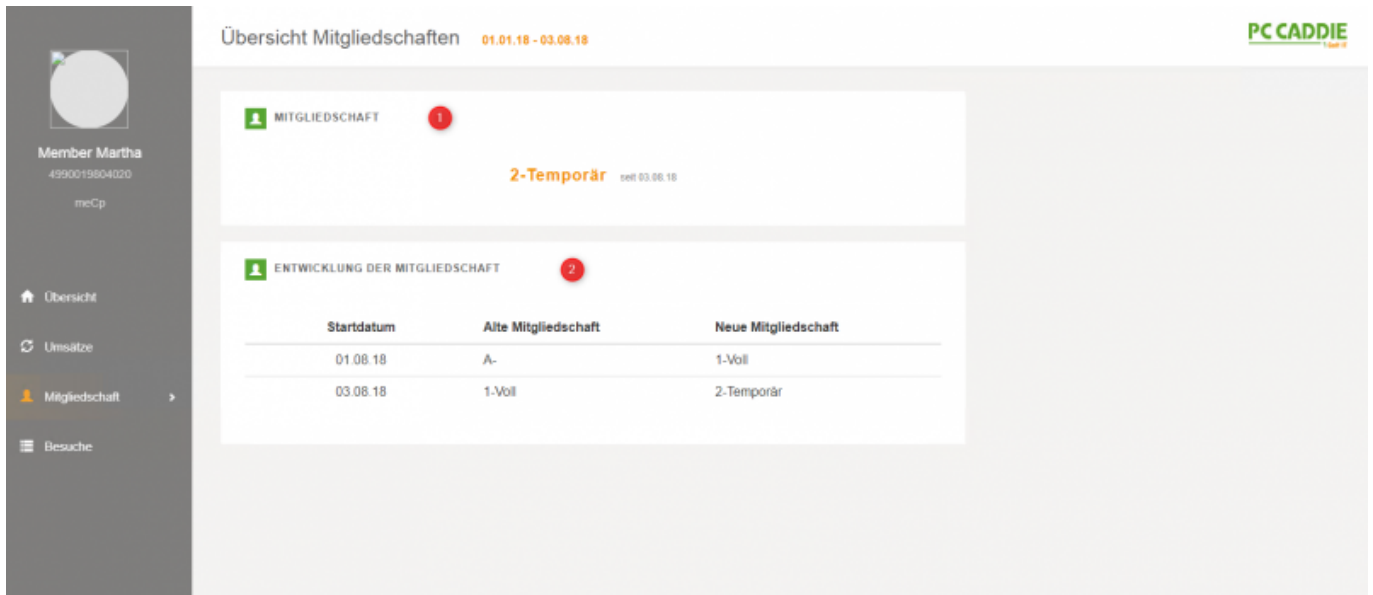 Übersicht Mitgliedschaften 01.01.18 - 03.08.18
PC CADDIE
Member Martha
4990019804020
meCp
Übersicht
Umsätze
Mitgliedschaft
Besuche
MITGLIEDSCHAFT 1
2-Temporär seit 03.08.18
ENTWICKLUNG DER MITGLIEDSCHAFT 2
Startdatum Alte Mitgliedschaft Neue Mitgliedschaft
01.08.18 A- 1-Voll
03.08.18 1-Voll 2-Temporär